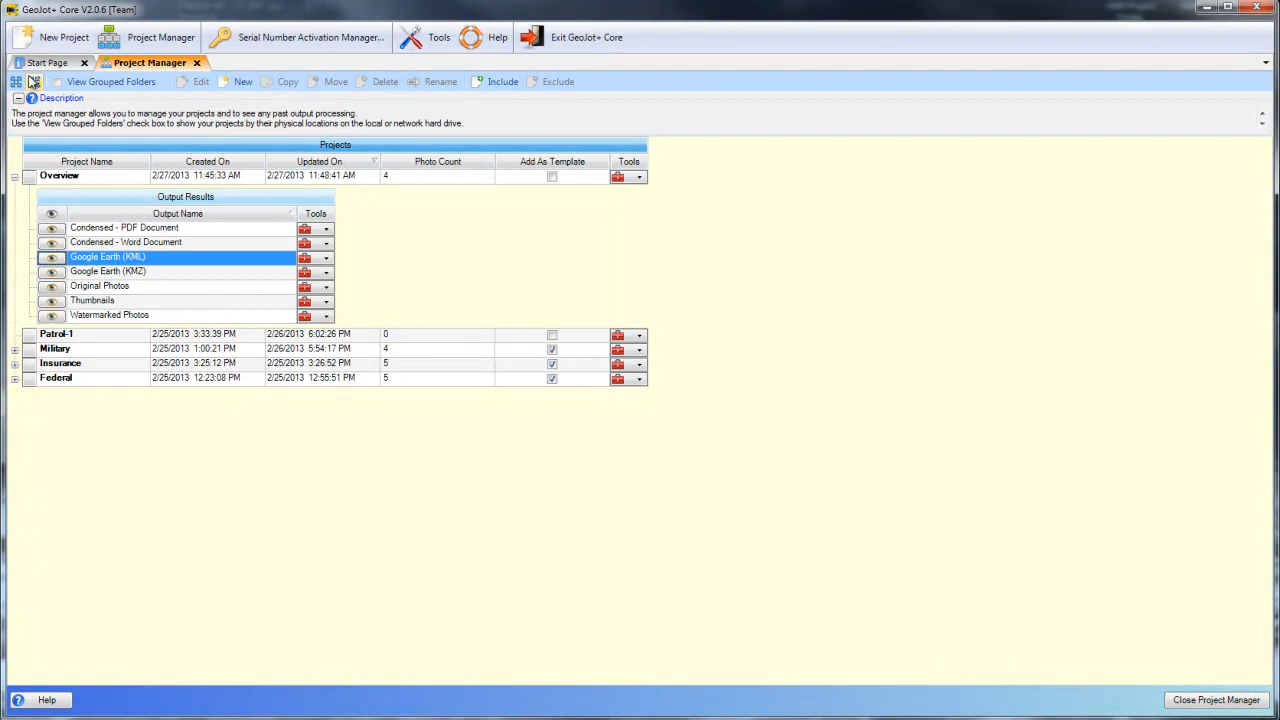 GeoJot+ Core V2.0.6 [Team]
New Project Project Manager Serial Number Activation Manager... Tools Help Exit GeoJot+ Core
Start Page Project Manager
View Grouped Folders Edit New Copy Move Delete Rename Include Exclude
Description
The project manager allows you to manage your projects and to see any past output processing.
Use the 'View Grouped Folders' check box to show your projects by their physical locations on the local or network hard drive.
Projects
Project Name Created On Updated On Photo Count Add As Template Tools
Overview 2/27/2013 11:45:33 AM 2/27/2013 11:48:41 AM 4
Output Results
Output Name Tools
Condensed - PDF Document
Condensed - Word Document
Google Earth (KML)
Google Earth (KMZ)
Original Photos
Thumbnails
Watermarked Photos
Patrol-1 2/25/2013 3:33:39 PM 2/26/2013 6:02:26 PM 0
Military 2/25/2013 1:00:21 PM 2/26/2013 5:54:17 PM 4
Insurance 2/25/2013 3:25:12 PM 2/25/2013 3:26:52 PM 5
Federal 2/25/2013 12:23:08 PM 2/25/2013 12:55:51 PM 5
Help Close Project Manager